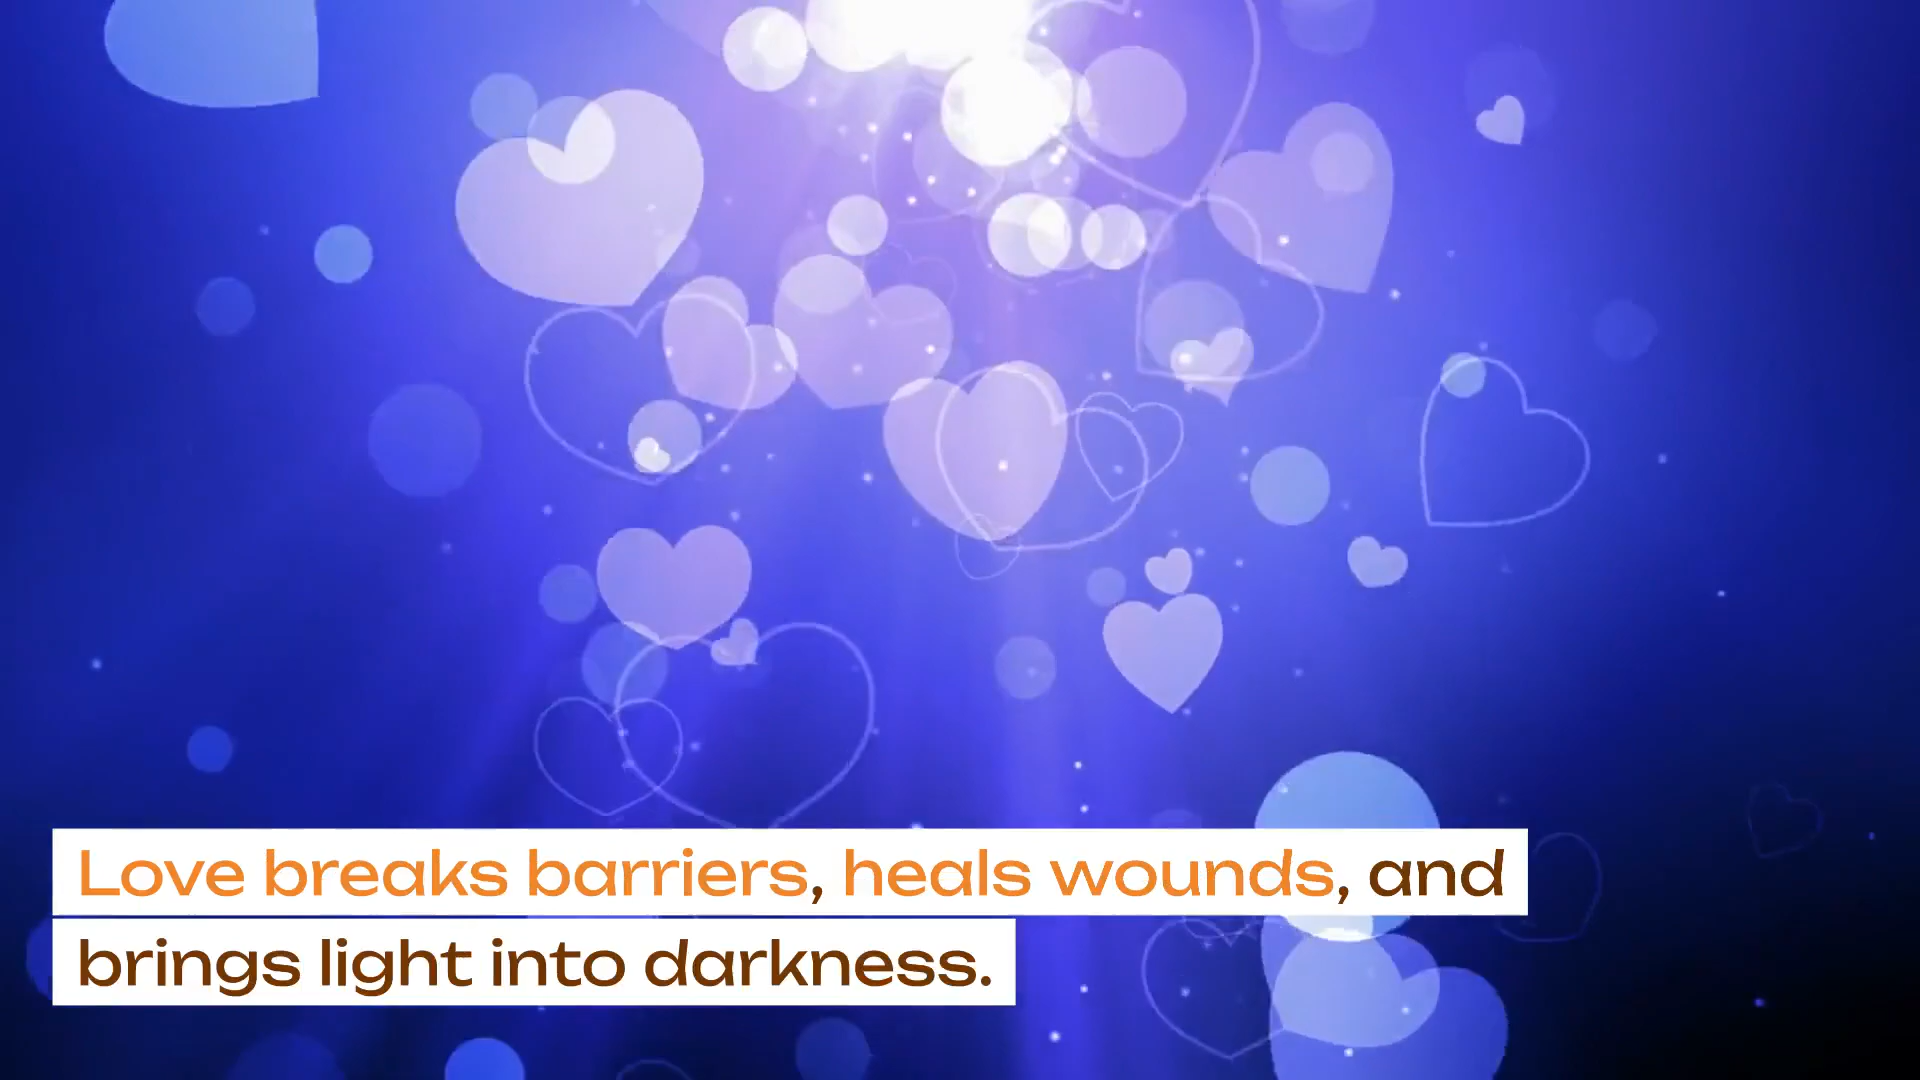 Love breaks barriers, heals wounds, and
brings light into darkness.